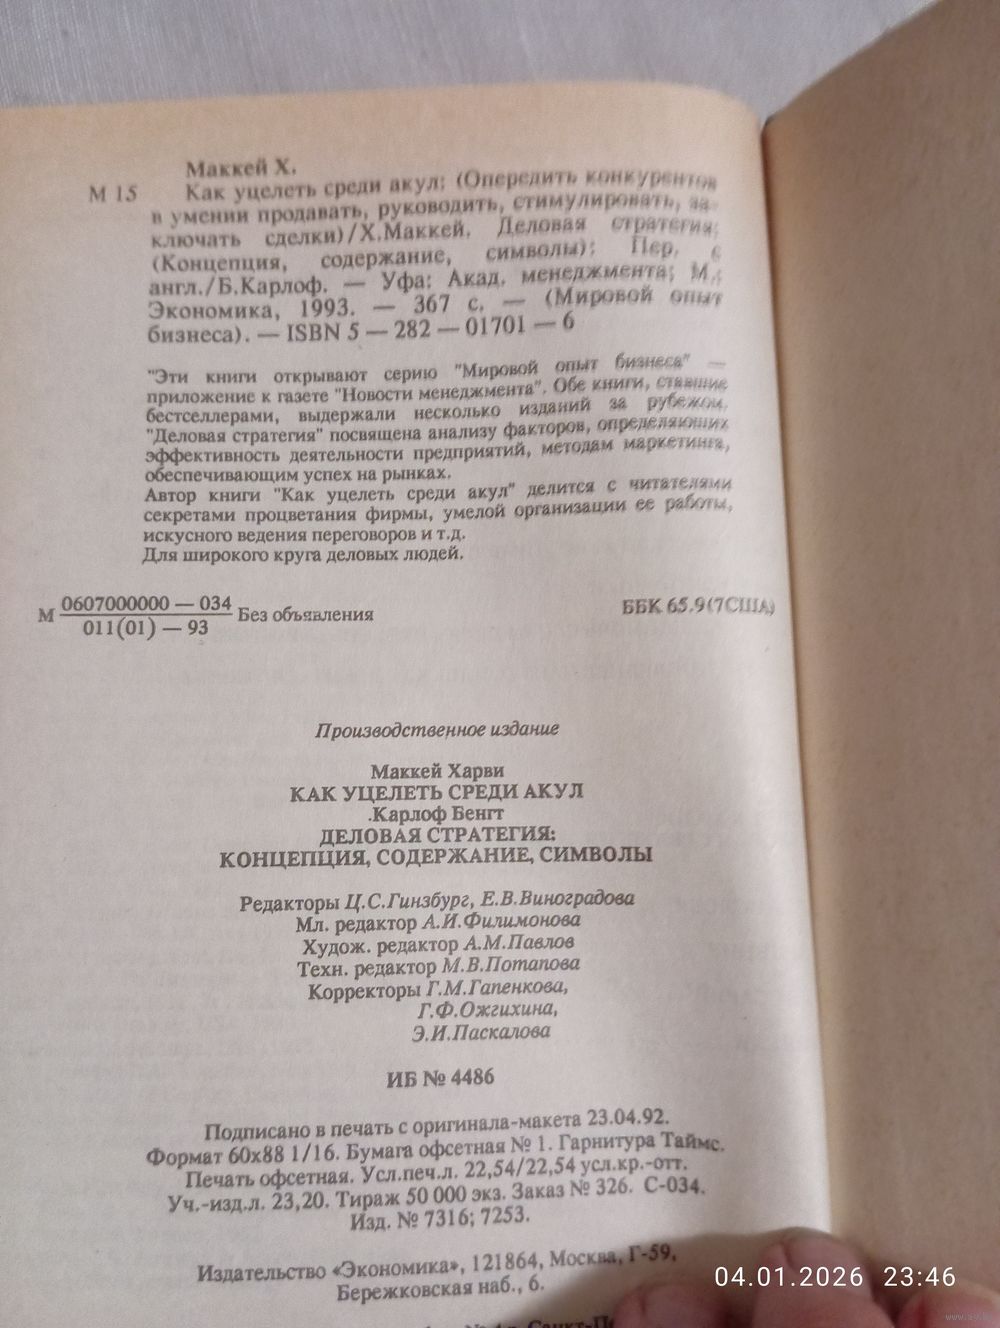 Маккей Х.
М 15 Как уцелеть среди акул: (Опередить конкурентов
в умении продавать, руководить, стимулировать, за-
ключать сделки)/Х.Маккей. Деловая стратегия:
(Концепция, содержание, символы): Пер. с
англ./Б.Карлоф. — Уфа: Акад. менеджмента; М.:
Экономика, 1993. — 367 с. — (Мировой опыт
бизнеса). — ISBN 5 — 282 — 01701 — 6
"Эти книги открывают серию "Мировой опыт бизнеса" —
приложение к газете "Новости менеджмента". Обе книги, ставшие
бестселлерами, выдержали несколько изданий за рубежом.
"Деловая стратегия" посвящена анализу факторов, определяющих
эффективность деятельности предприятий, методам маркетинга,
обеспечивающим успех на рынках.
Автор книги "Как уцелеть среди акул" делится с читателями
секретами процветания фирмы, умелой организации ее работы,
искусного ведения переговоров и т.д.
Для широкого круга деловых людей.
М 0607000000 — 034
011(01) — 93 Без объявления ББК 65.9(7США)
Производственное издание
Маккей Харви
КАК УЦЕЛЕТЬ СРЕДИ АКУЛ
.Карлоф Бенгт
ДЕЛОВАЯ СТРАТЕГИЯ:
КОНЦЕПЦИЯ, СОДЕРЖАНИЕ, СИМВОЛЫ
Редакторы Ц.С.Гинзбург, Е.В.Виноградова
Мл. редактор А.И.Филимонова
Худож. редактор А.М.Павлов
Техн. редактор М.В.Потапова
Корректоры Г.М.Гапенкова,
Г.Ф.Ожгихина,
Э.И.Паскалова
ИБ № 4486
Подписано в печать с оригинала-макета 23.04.92.
Формат 60х88 1/16. Бумага офсетная № 1. Гарнитура Таймс.
Печать офсетная. Усл.печ.л. 22,54/22,54 усл.кр.-отт.
Уч.-изд.л. 23,20. Тираж 50 000 экз. Заказ № 326. С-034.
Изд. № 7316; 7253.
Издательство «Экономика», 121864, Москва, Г-59,
Бережковская наб., 6.
04.01.2026 23:46